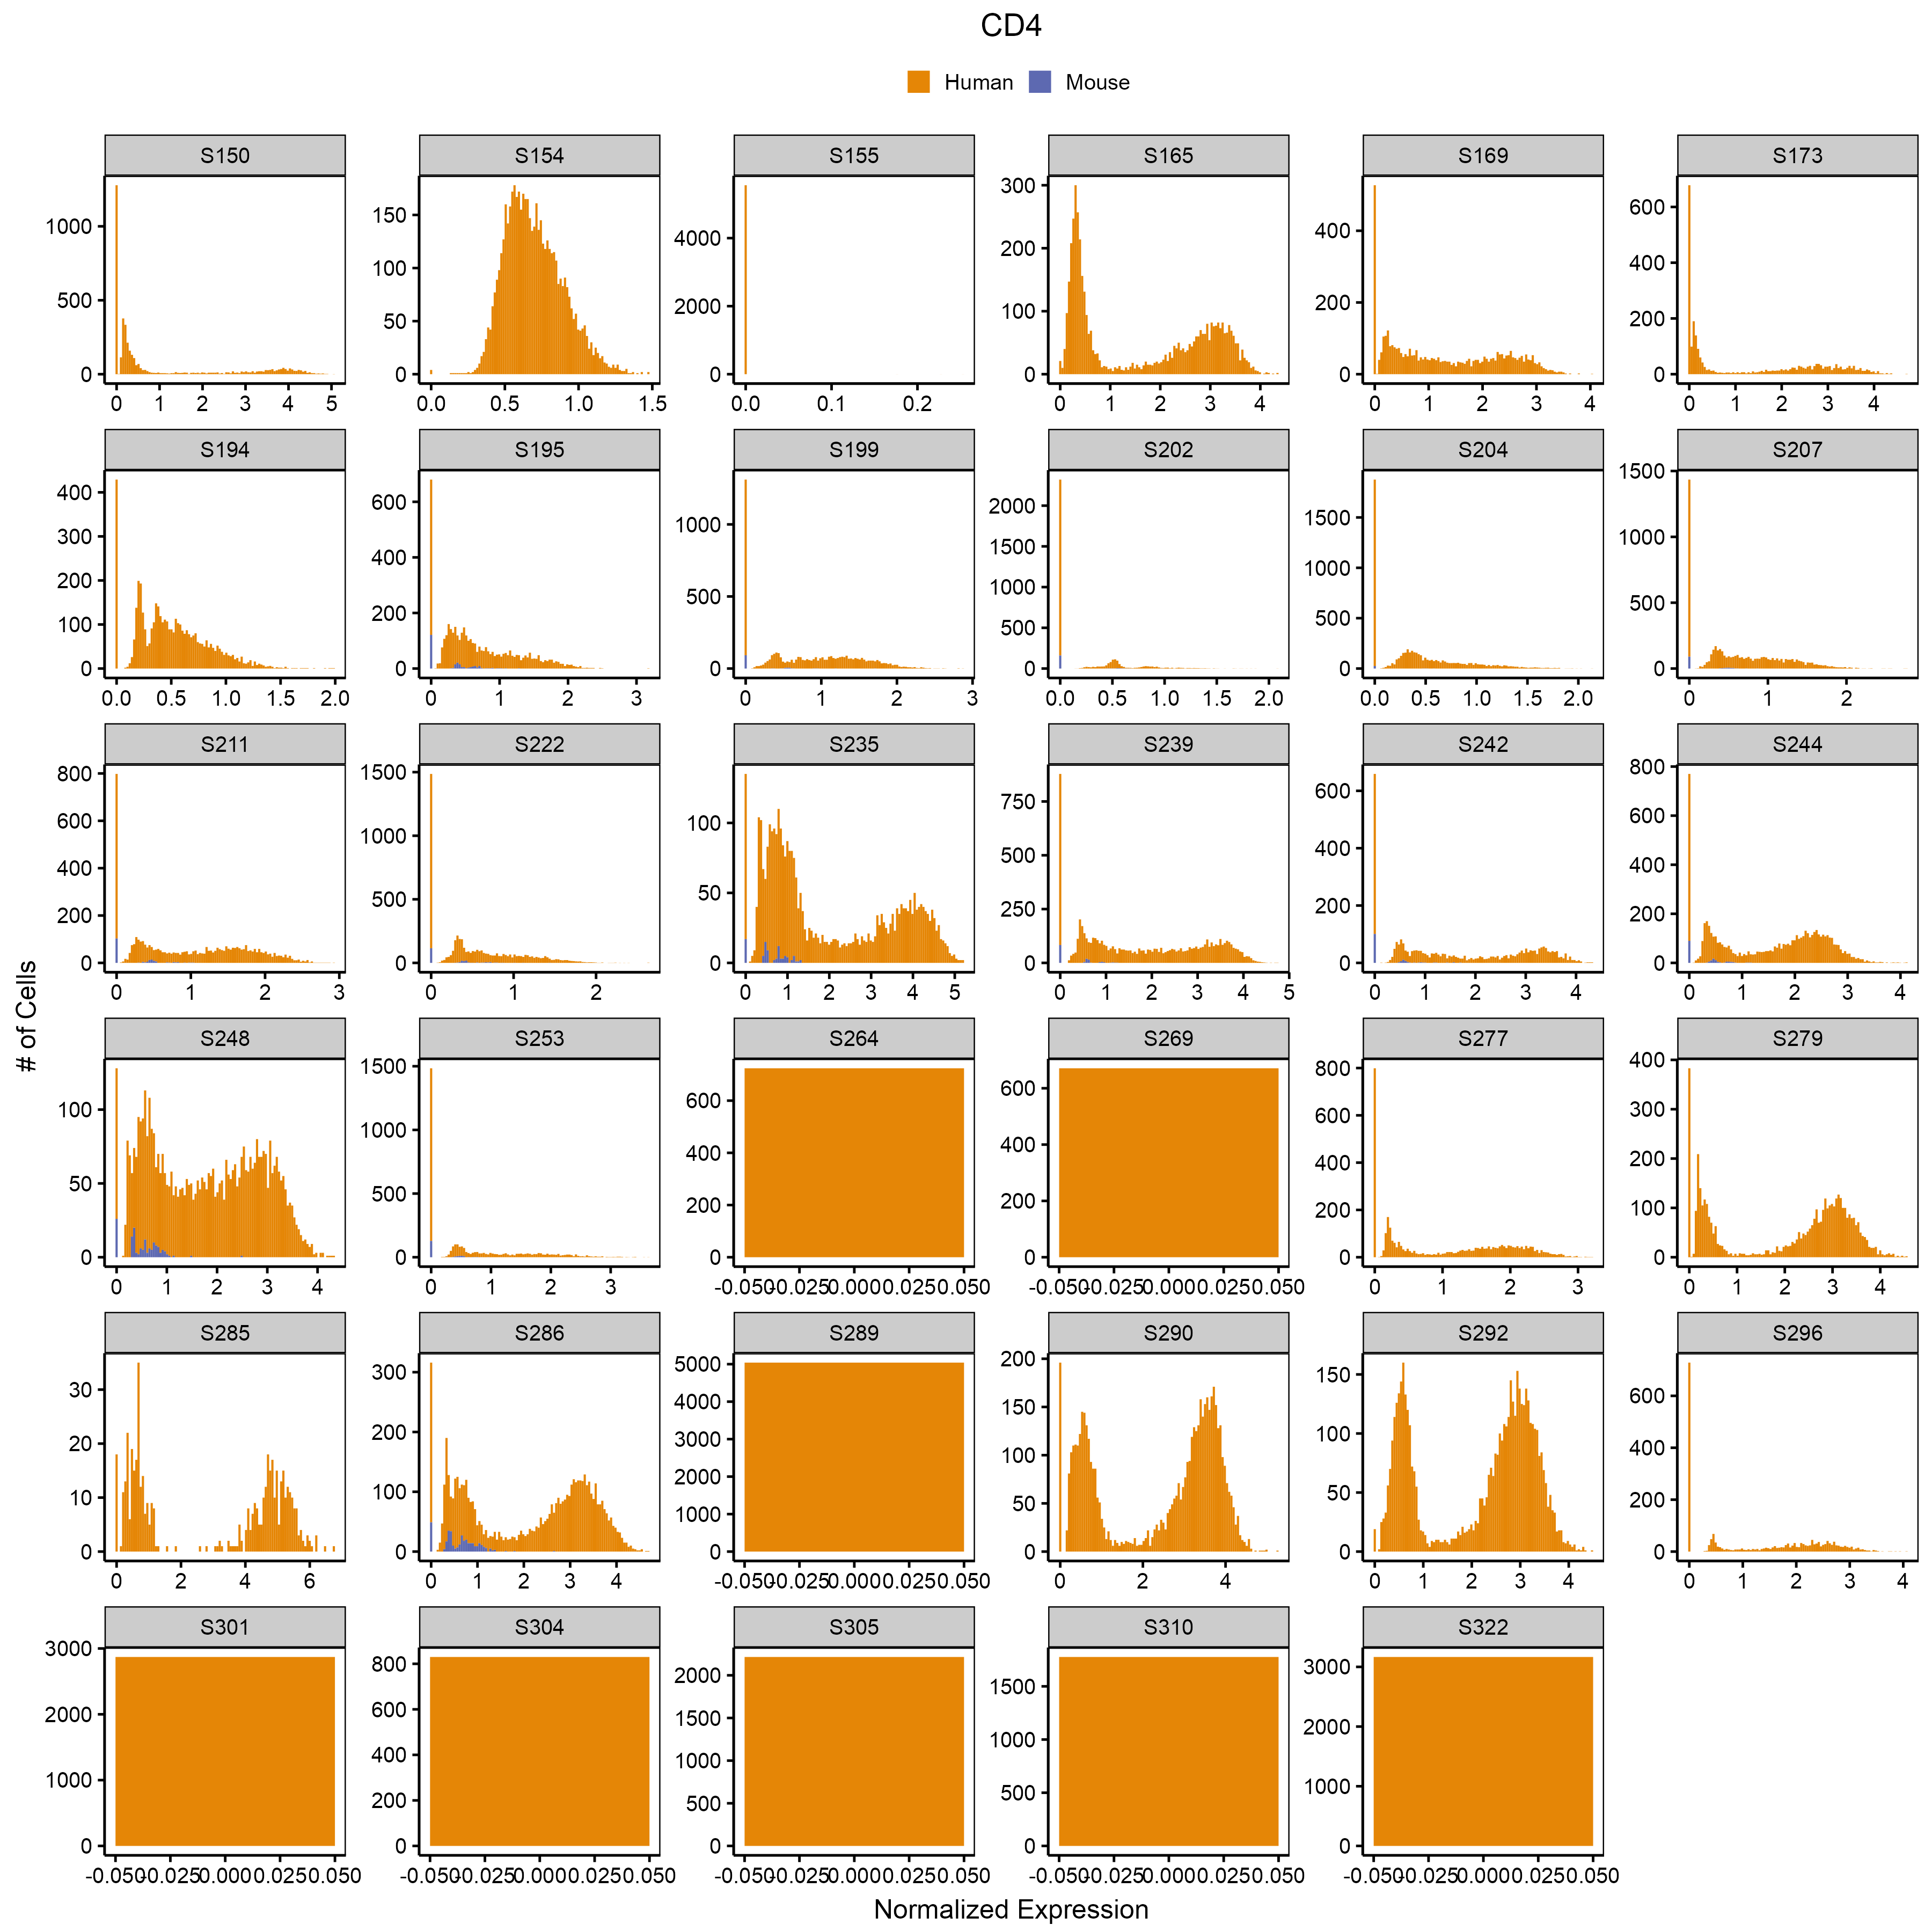 CD4
Human Mouse
S150 S154 S155 S165 S169 S173
1000 500 0
0 1 2 3 4 5
150 100 50 0
0.0 0.5 1.0 1.5
4000 2000 0
0.0 0.1 0.2
300 200 100 0
0 1 2 3 4
400 200 0
0 1 2 3 4
600 400 200 0
0 1 2 3 4
S194 S195 S199 S202 S204 S207
400 300 200 100 0
0.0 0.5 1.0 1.5 2.0
600 400 200 0
0 1 2 3
1000 500 0
0 1 2 3
2000 1500 1000 500 0
0.0 0.5 1.0 1.5 2.0
1500 1000 500 0
0.0 0.5 1.0 1.5 2.0
1500 1000 500 0
0 1 2
S211 S222 S235 S239 S242 S244
800 600 400 200 0
0 1 2 3
1500 1000 500 0
0 1 2
100 50 0
0 1 2 3 4 5
750 500 250 0
0 1 2 3 4 5
600 400 200 0
0 1 2 3 4
800 600 400 200 0
0 1 2 3 4
# of Cells
S248 S253 S264 S269 S277 S279
100 50 0
0 1 2 3 4
1500 1000 500 0
0 1 2 3
600 400 200 0
-0.050 -0.025 0.000 0.025 0.050
600 400 200 0
-0.050 -0.025 0.000 0.025 0.050
800 600 400 200 0
0 1 2 3
400 300 200 100 0
0 1 2 3 4
S285 S286 S289 S290 S292 S296
30 20 10 0
0 2 4 6
300 200 100 0
0 1 2 3 4
5000 4000 3000 2000 1000 0
-0.050 -0.025 0.000 0.025 0.050
200 150 100 50 0
0 2 4
150 100 50 0
0 1 2 3 4
600 400 200 0
0 1 2 3 4
S301 S304 S305 S310 S322
3000 2000 1000 0
-0.050 -0.025 0.000 0.025 0.050
800 600 400 200 0
-0.050 -0.025 0.000 0.025 0.050
2000 1500 1000 500 0
-0.050 -0.025 0.000 0.025 0.050
1500 1000 500 0
-0.050 -0.025 0.000 0.025 0.050
3000 2000 1000 0
-0.050 -0.025 0.000 0.025 0.050
Normalized Expression